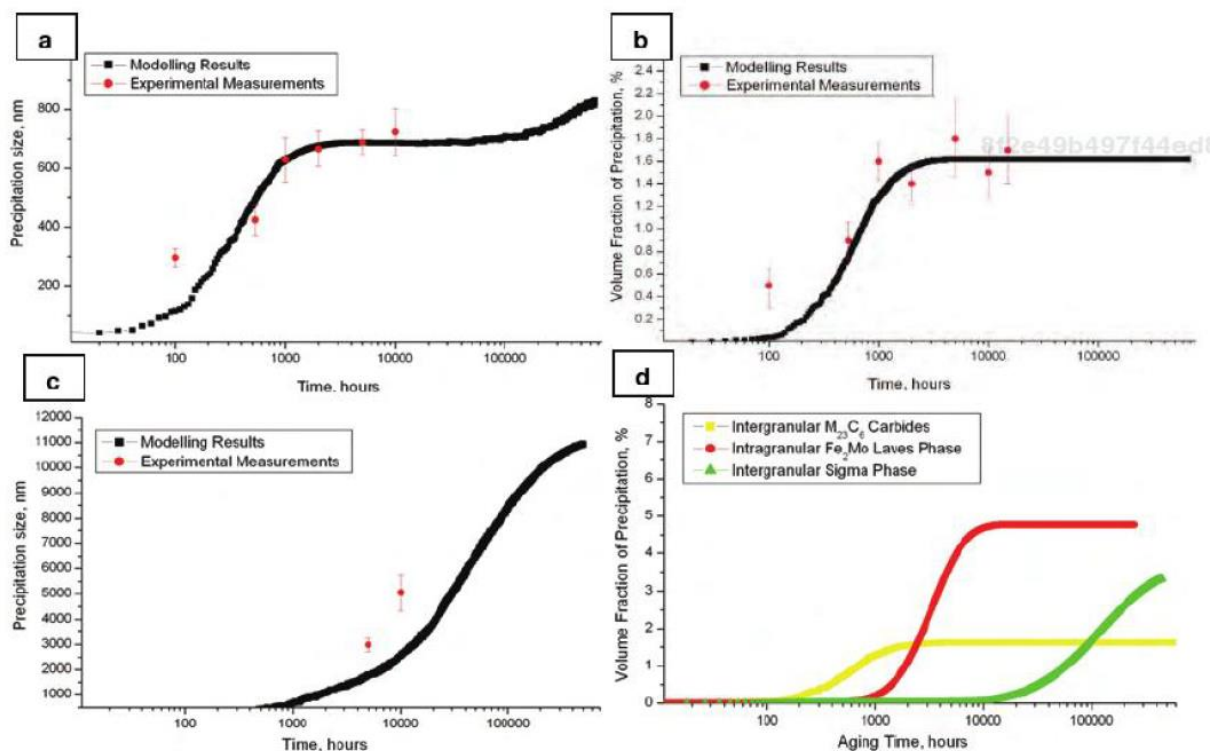 a
Modelling Results
Experimental Measurements
Precipitation size, nm
800
600
400
200
100
1000
10000
100000
Time, hours
b
Modelling Results
Experimental Measurements
Volume Fraction of Precipitation, %
2.4
2.2
2.0
1.8
1.6
1.4
1.2
1.0
0.8
0.6
0.4
0.2
100
1000
10000
100000
Time, hours
8f2e49b497f44ed8
c
Modelling Results
Experimental Measurements
Precipitation size, nm
12000
11000
10000
9000
8000
7000
6000
5000
4000
3000
2000
1000
100
1000
10000
100000
Time, hours
d
Intergranular M23C6 Carbides
Intragranular Fe2Mo Laves Phase
Intergranular Sigma Phase
Volume Fraction of Precipitation, %
8
7
6
5
4
3
2
1
0
100
1000
10000
100000
Aging Time, hours